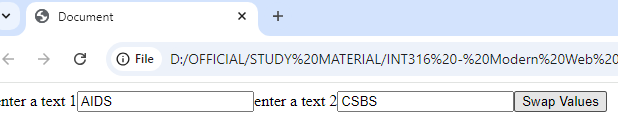 Document
File D:/OFFICIAL/STUDY%20MATERIAL/INT316%20-%20Modern%20Web%20
enter a text 1 AIDS enter a text 2 CSBS Swap Values